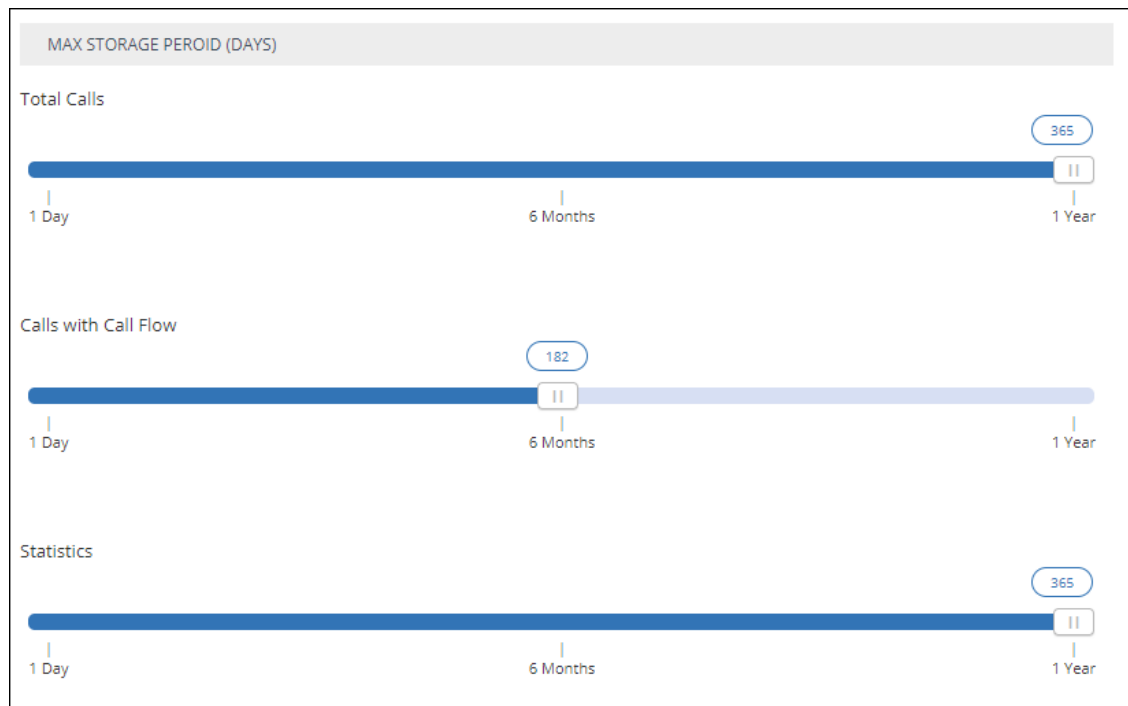 MAX STORAGE PEROID (DAYS)
Total Calls
365
1 Day 6 Months 1 Year
Calls with Call Flow
182
1 Day 6 Months 1 Year
Statistics
365
1 Day 6 Months 1 Year